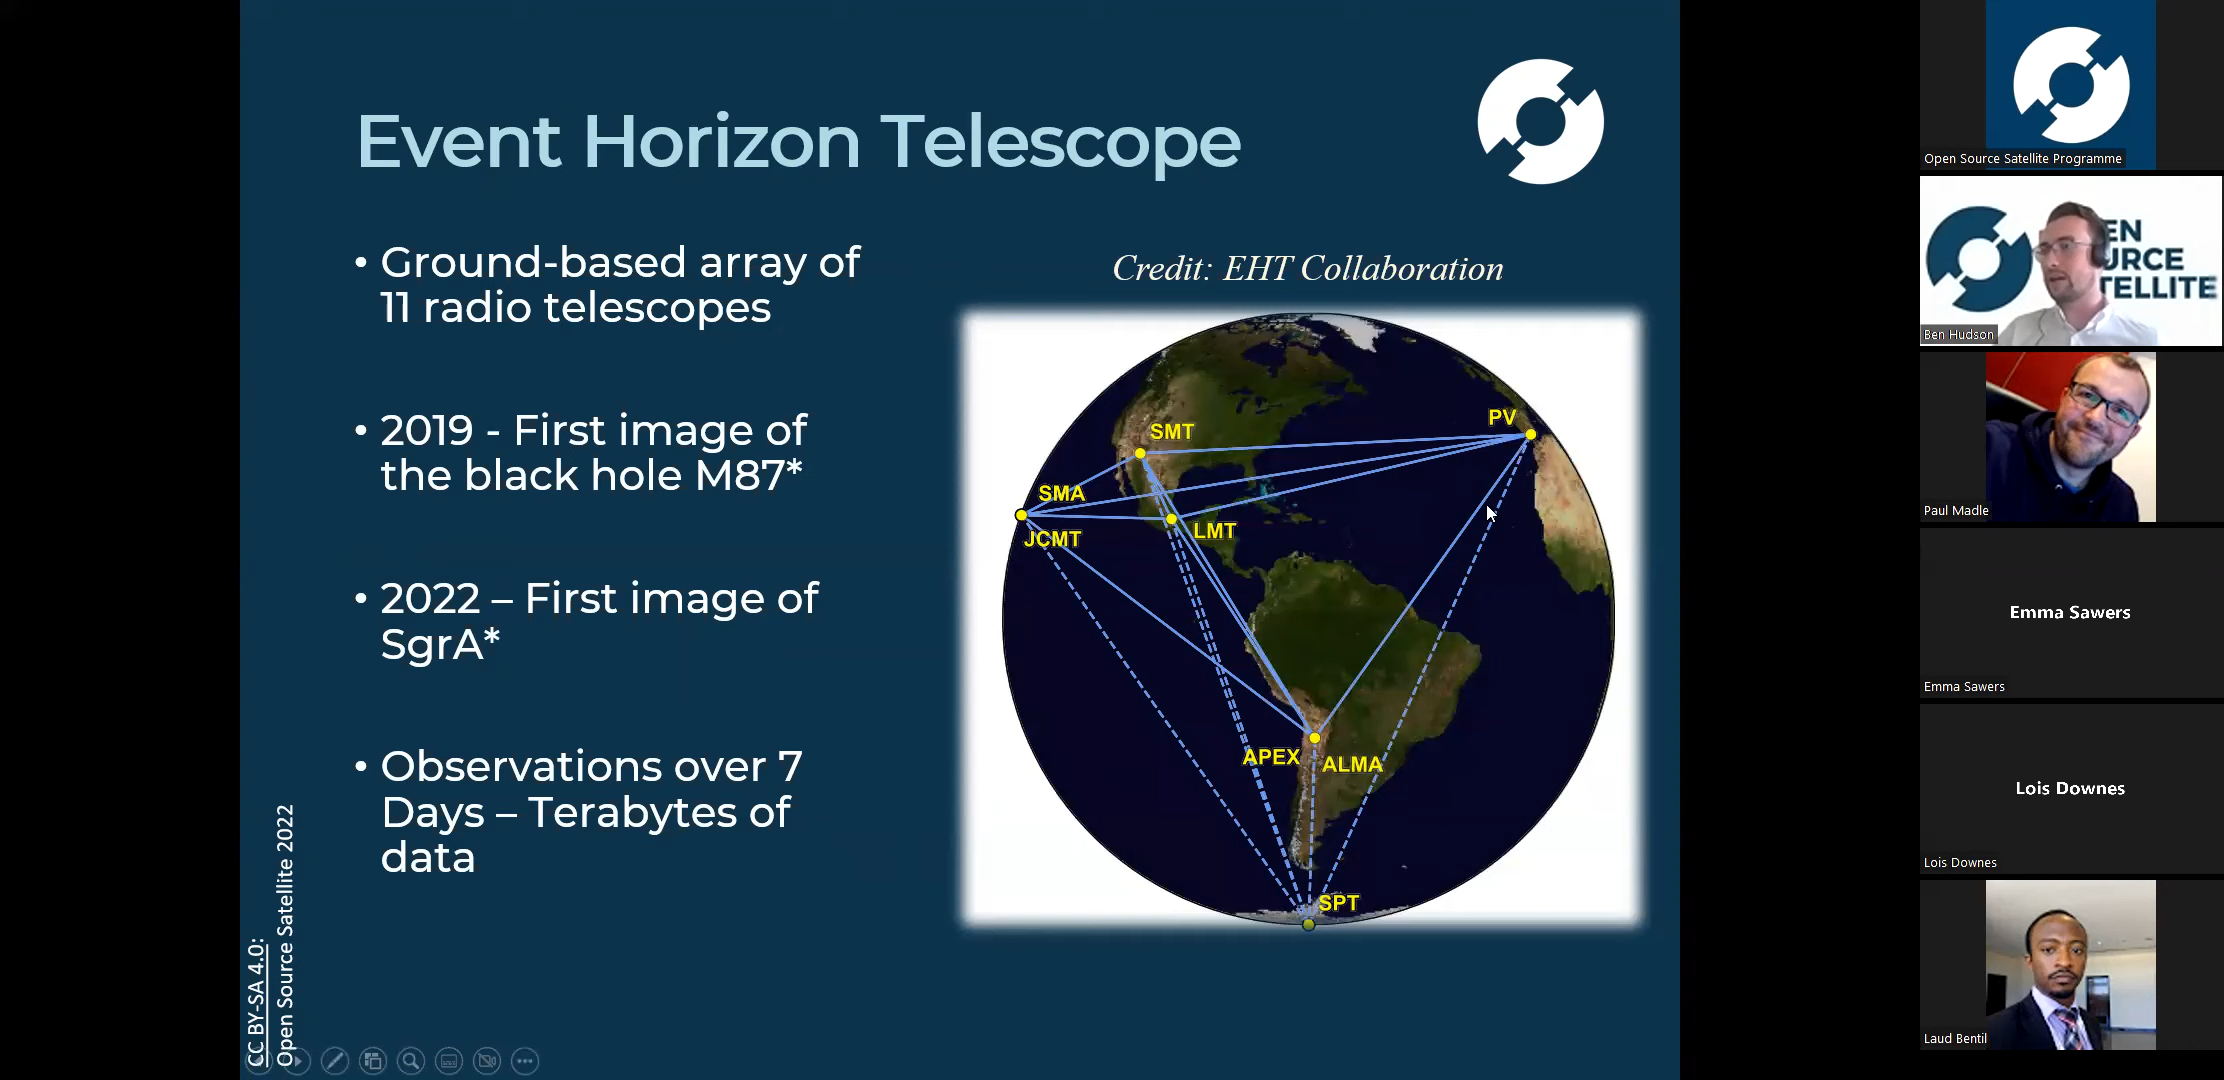 Event Horizon Telescope
• Ground-based array of
11 radio telescopes
• 2019 - First image of
the black hole M87*
• 2022 – First image of
SgrA*
• Observations over 7
Days – Terabytes of
data
CC BY-SA 4.0:
Open Source Satellite 2022
Credit: EHT Collaboration
PV
SMT
SMA
JCMT
LMT
APEX
ALMA
SPT
Open Source Satellite Programme
EN
URCE
TELLITE
Ben Hudson
Paul Madle
Emma Sawers
Emma Sawers
Lois Downes
Lois Downes
Laud Bentil